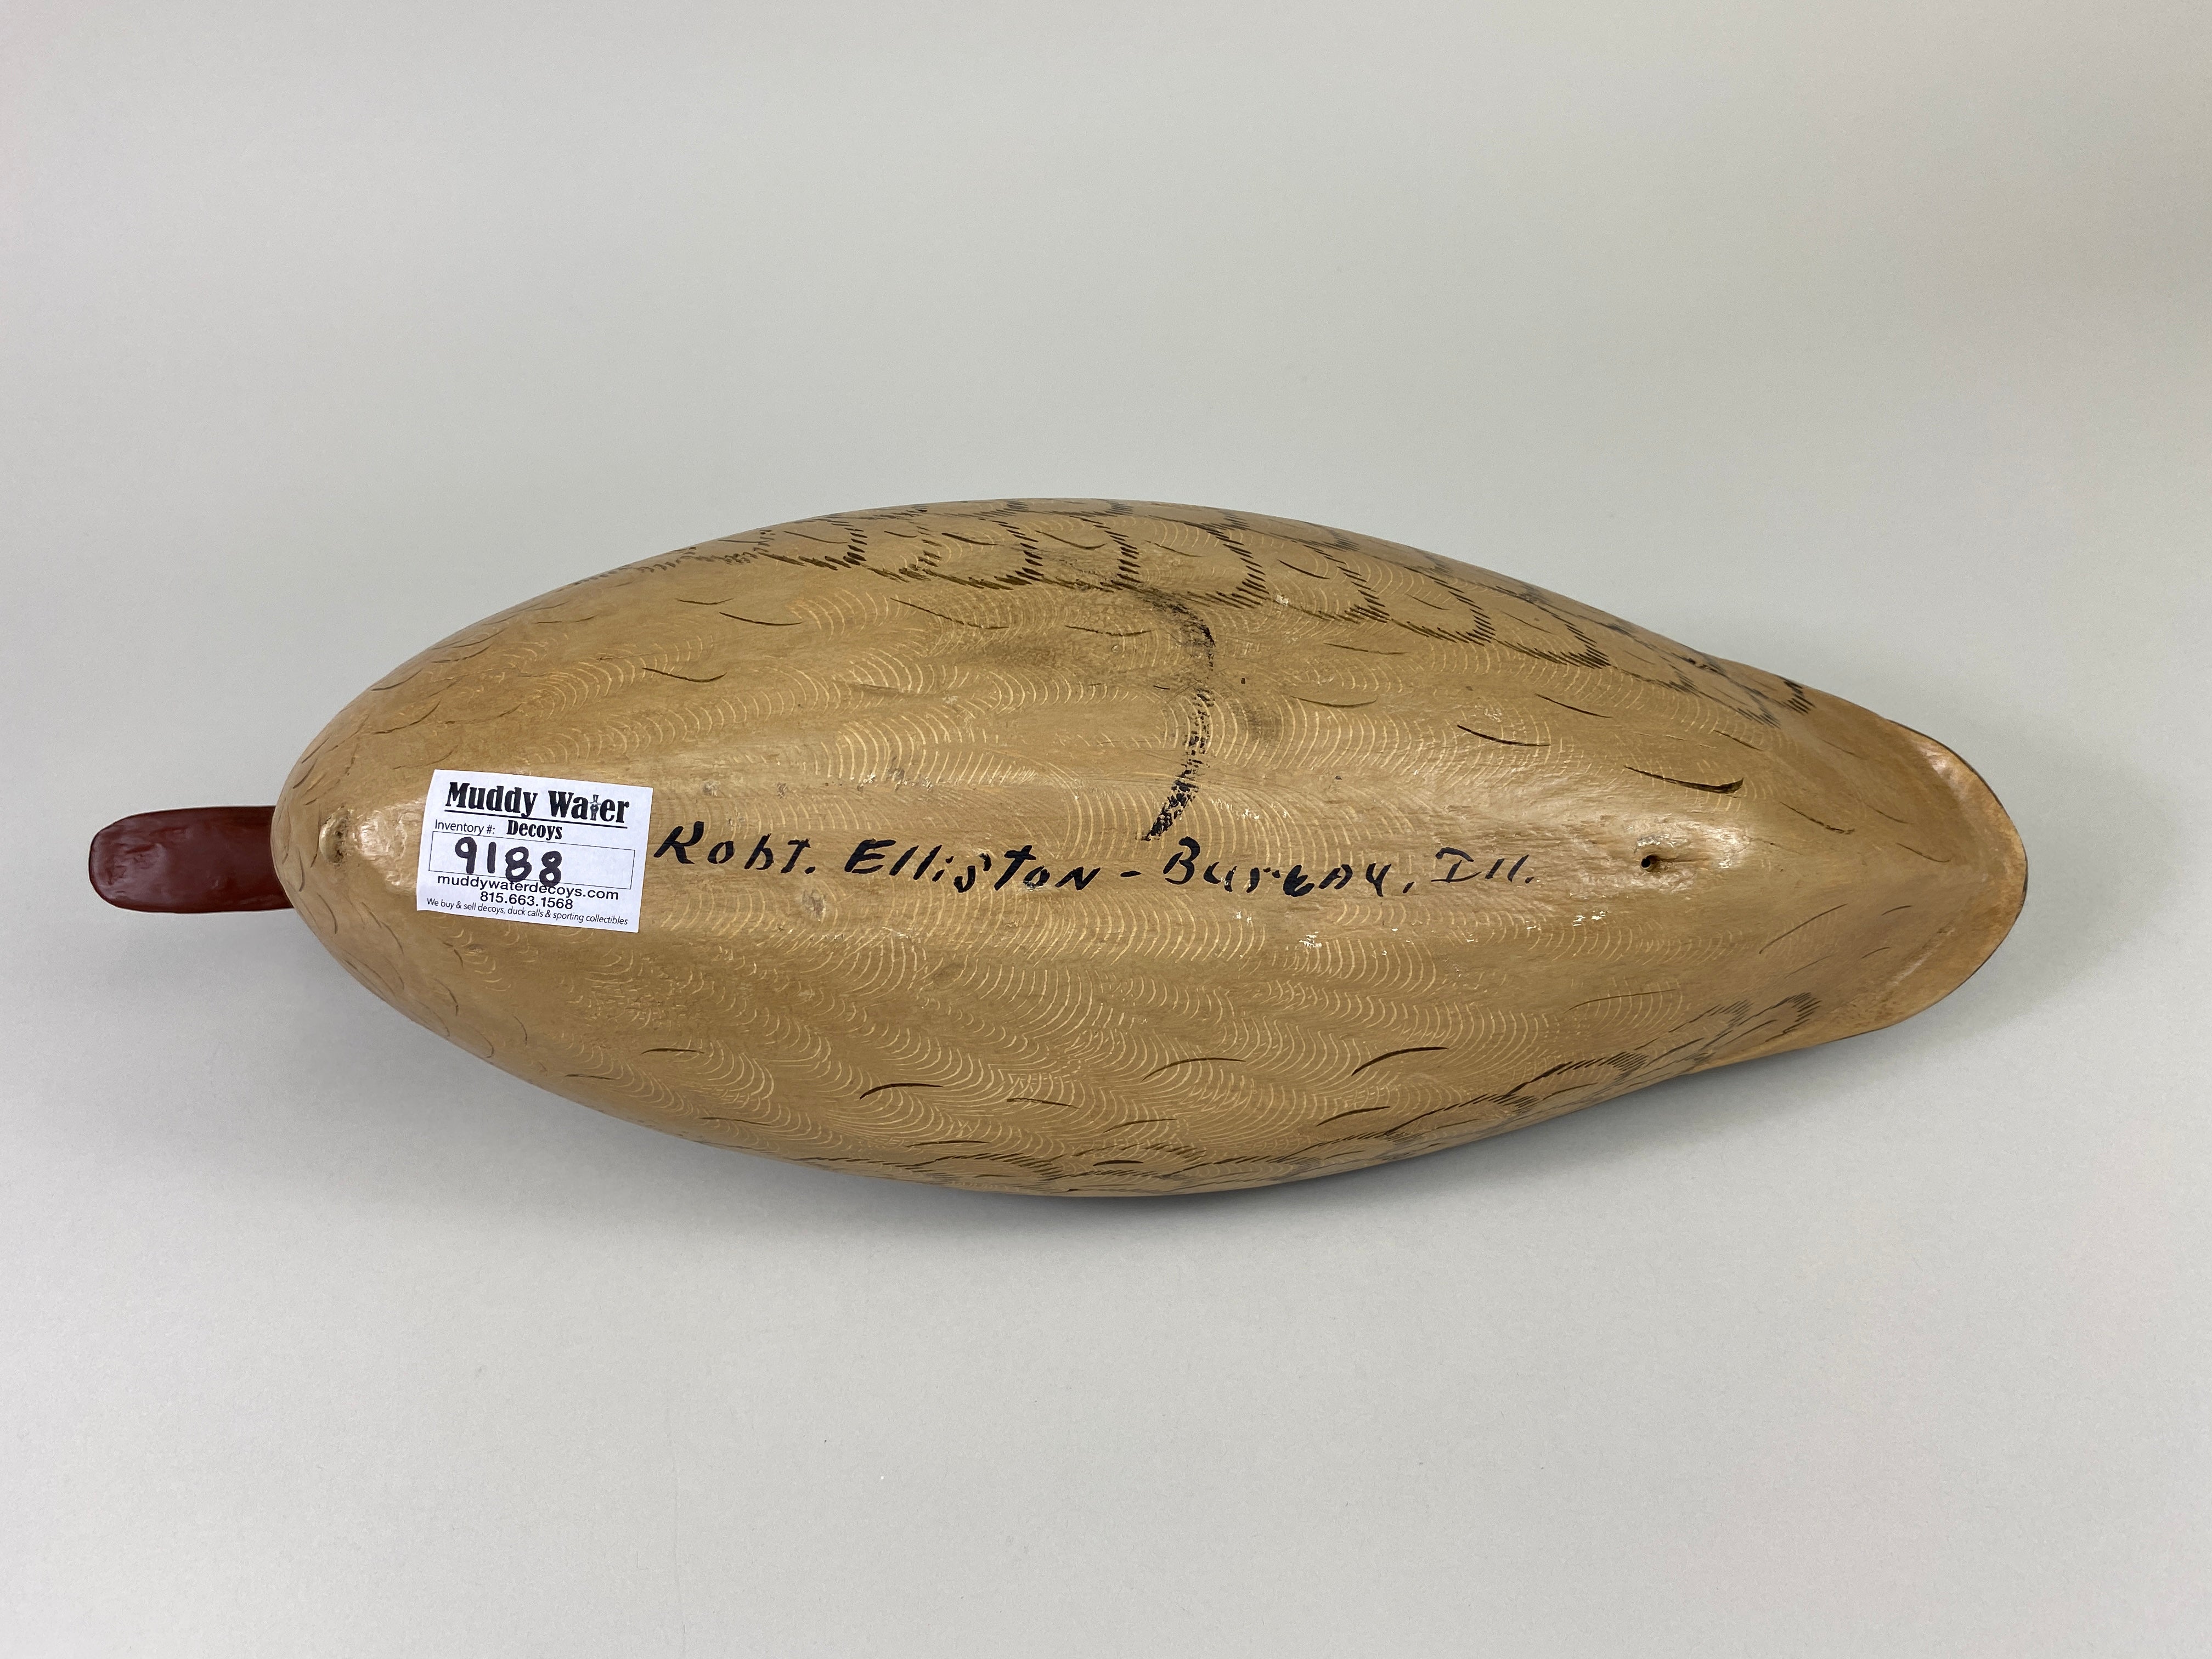 Muddy Water
Inventory #: Decoys
9188
muddywaterdecoys.com
815.663.1568
We buy & sell decoys, duck calls & sporting collectibles
Robt. Elliston - Bureau, Ill.